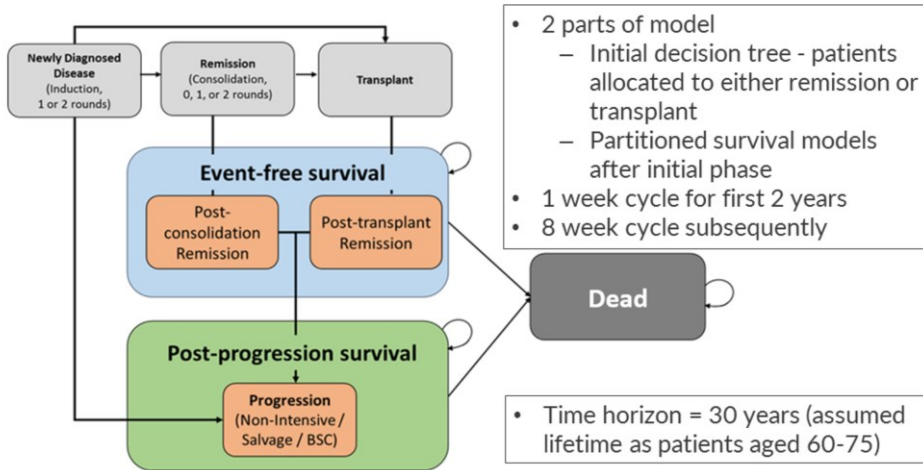 Newly Diagnosed
Disease
(Induction,
1 or 2 rounds)
Remission
(Consolidation,
0, 1, or 2 rounds)
Transplant
Event-free survival
Post-
consolidation
Remission
Post-transplant
Remission
Dead
Post-progression survival
Progression
(Non-Intensive /
Salvage / BSC)
• 2 parts of model
– Initial decision tree - patients
allocated to either remission or
transplant
– Partitioned survival models
after initial phase
• 1 week cycle for first 2 years
• 8 week cycle subsequently
• Time horizon = 30 years (assumed
lifetime as patients aged 60-75)